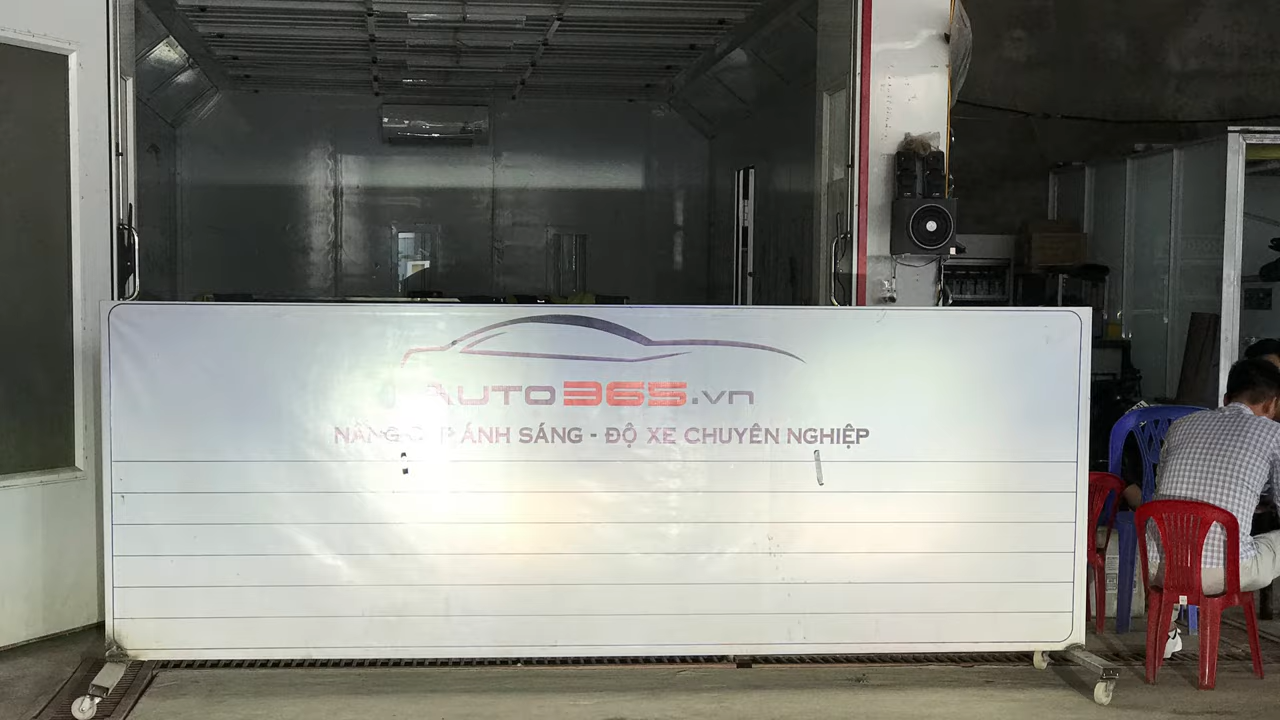 AUTO365.vn
NÂNG CẤP ÁNH SÁNG - ĐỘ XE CHUYÊN NGHIỆP